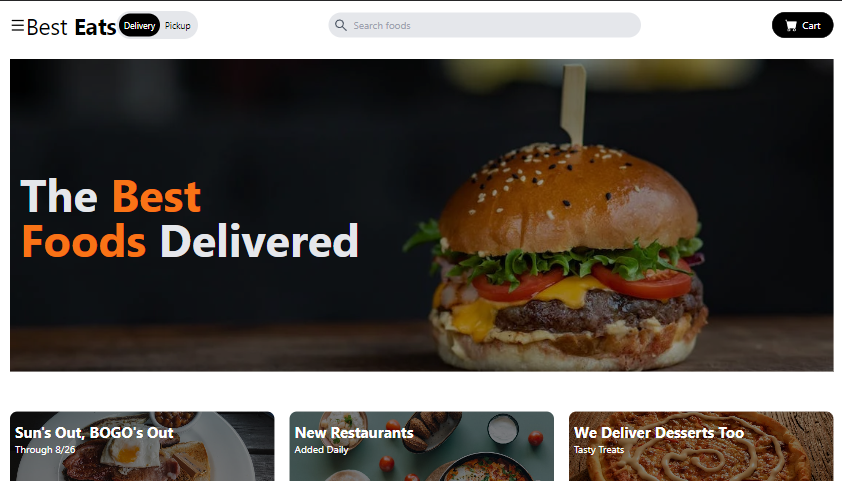 Best Eats Delivery Pickup Search foods Cart
The Best
Foods Delivered
Sun's Out, BOGO's Out
Through 8/26
New Restaurants
Added Daily
We Deliver Desserts Too
Tasty Treats